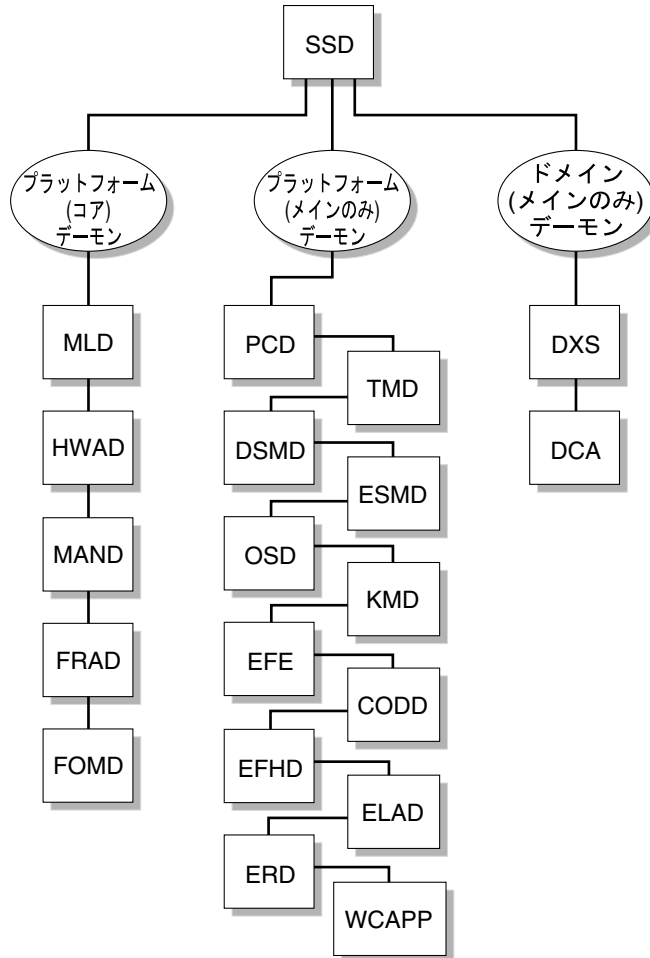 SSD
プラットフォーム
(コア)
デーモン
プラットフォーム
(メインのみ)
デーモン
ドメイン
(メインのみ)
デーモン
MLD
HWAD
MAND
FRAD
FOMD
PCD
TMD
DSMD
ESMD
OSD
KMD
EFE
CODD
EFHD
ELAD
ERD
WCAPP
DXS
DCA